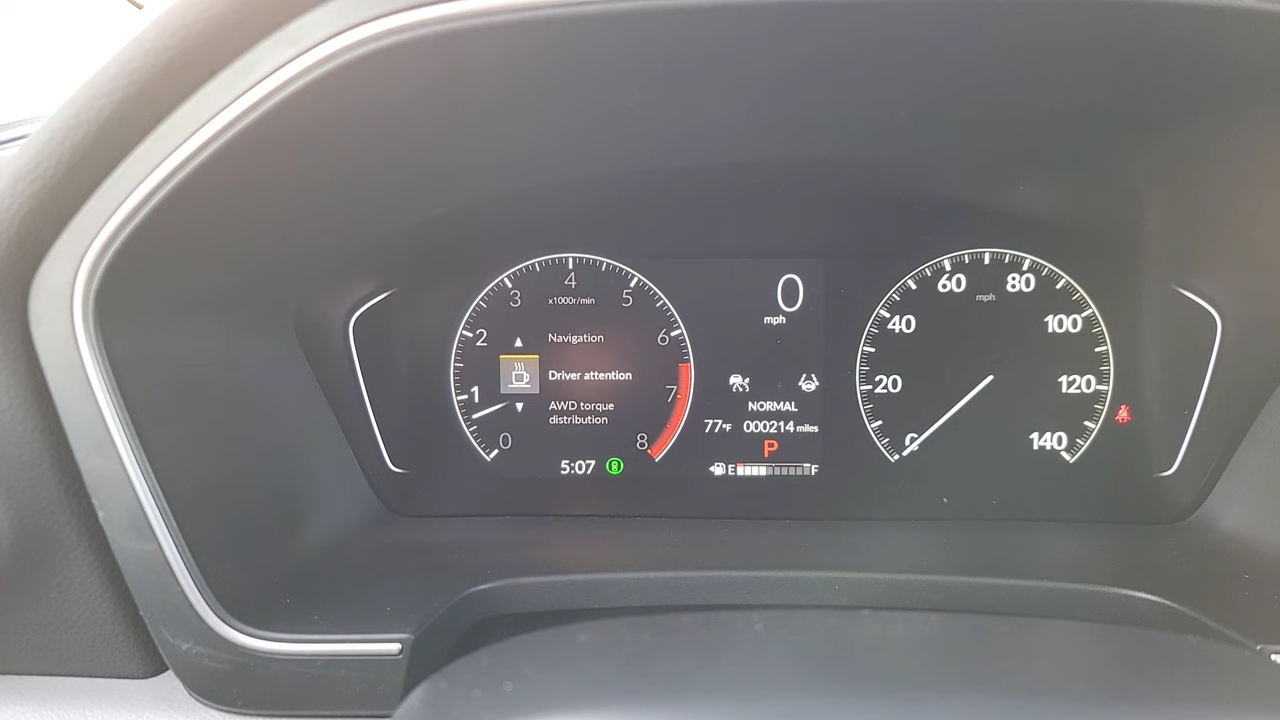 4
3
5
x1000r/min
2
6
Navigation
Driver attention
1
7
AWD torque
distribution
0
8
5:07
0
mph
NORMAL
77°F 000214 miles
P
E F
60
80
mph
40
100
20
120
0
140